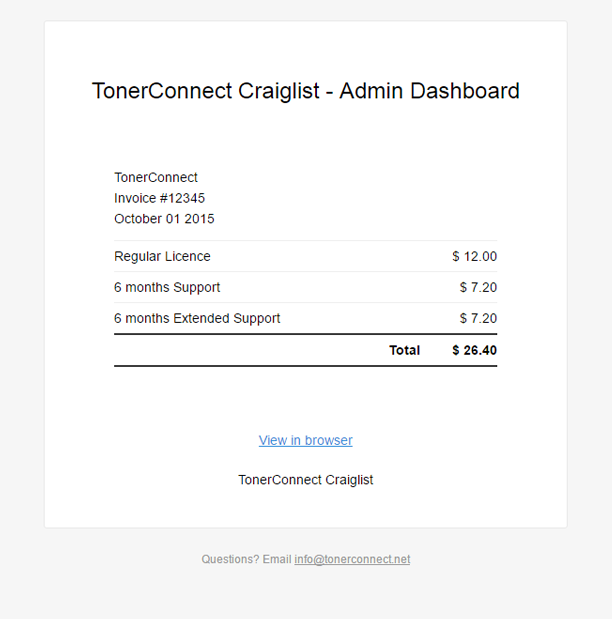 TonerConnect Craiglist - Admin Dashboard
TonerConnect
Invoice #12345
October 01 2015
Regular Licence $ 12.00
6 months Support $ 7.20
6 months Extended Support $ 7.20
Total $ 26.40
View in browser
TonerConnect Craiglist
Questions? Email info@tonerconnect.net